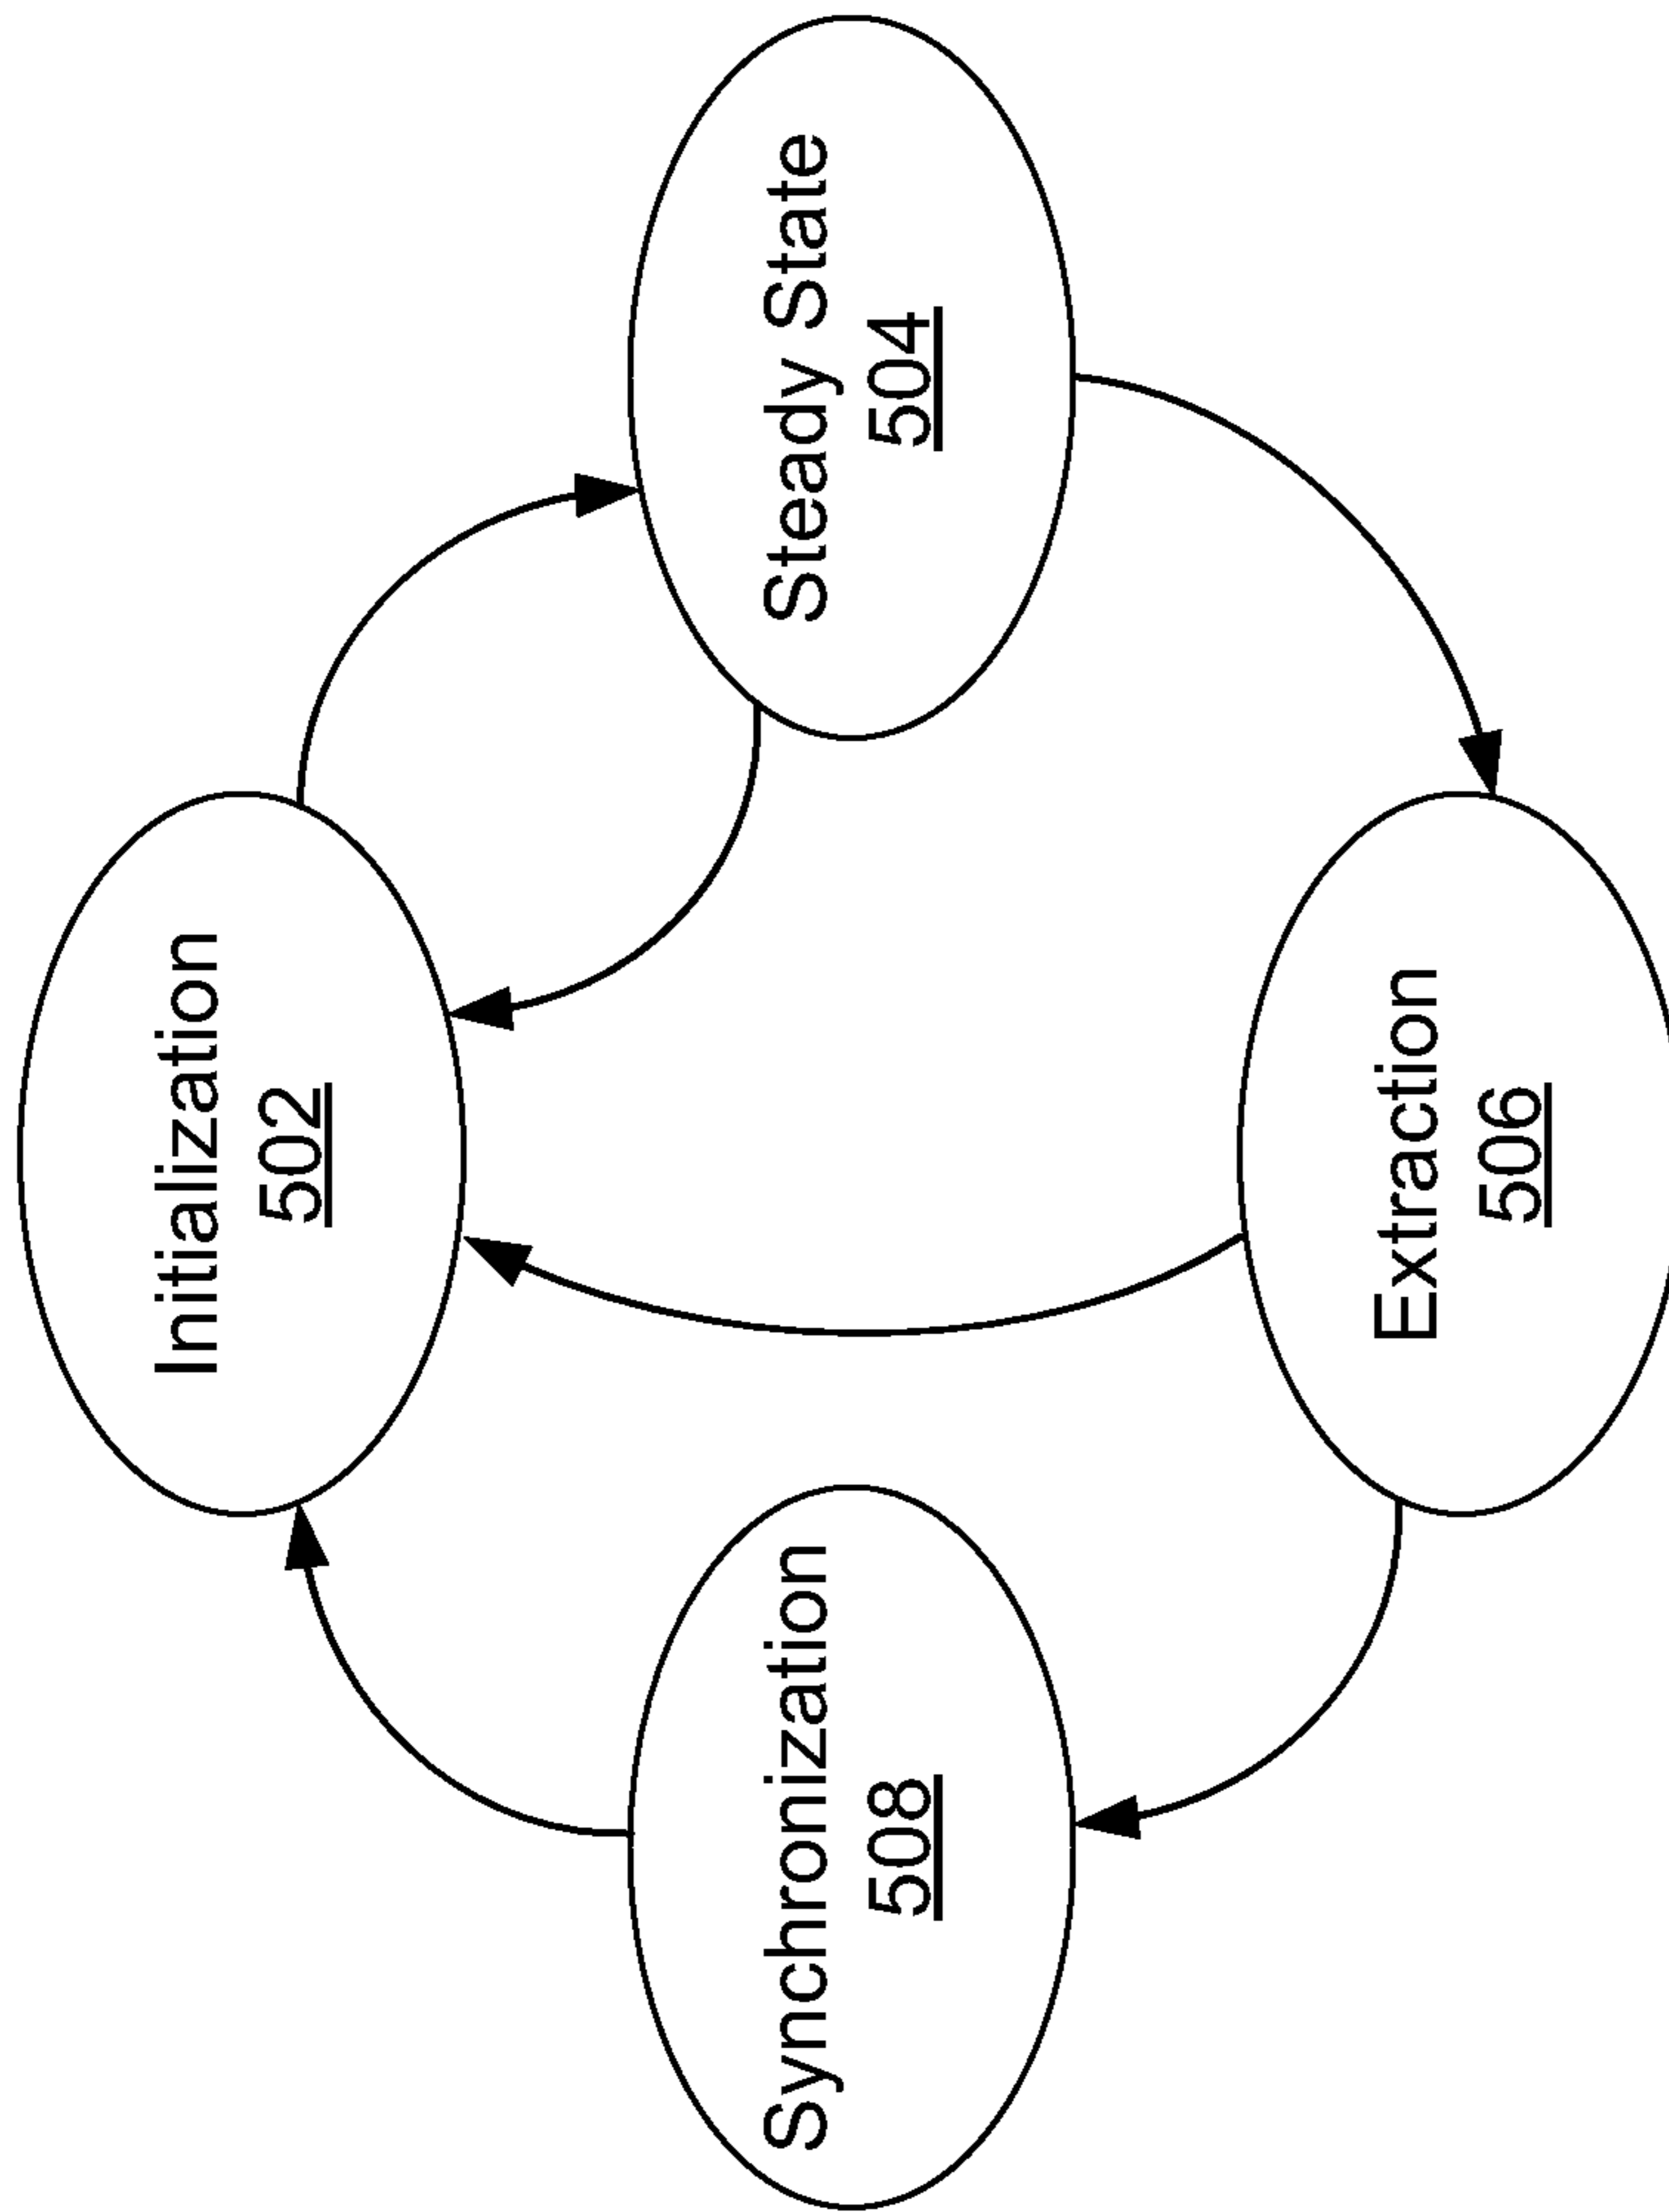 Initialization
502
Steady State
504
Synchronization
508
Extraction
506